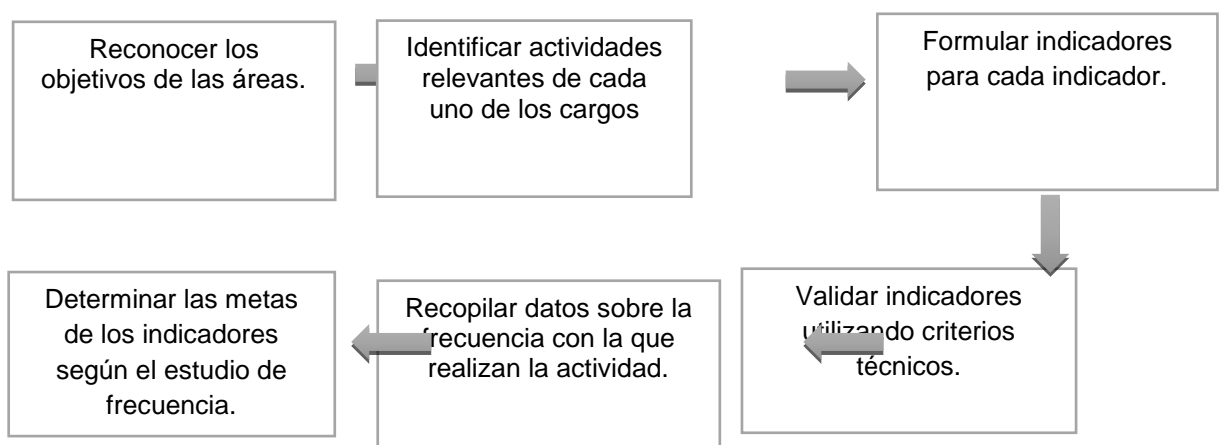 Reconocer los
objetivos de las áreas.
Identificar actividades
relevantes de cada
uno de los cargos
Formular indicadores
para cada indicador.
Validar indicadores
utilizando criterios
técnicos.
Recopilar datos sobre la
frecuencia con la que
realizan la actividad.
Determinar las metas
de los indicadores
según el estudio de
frecuencia.